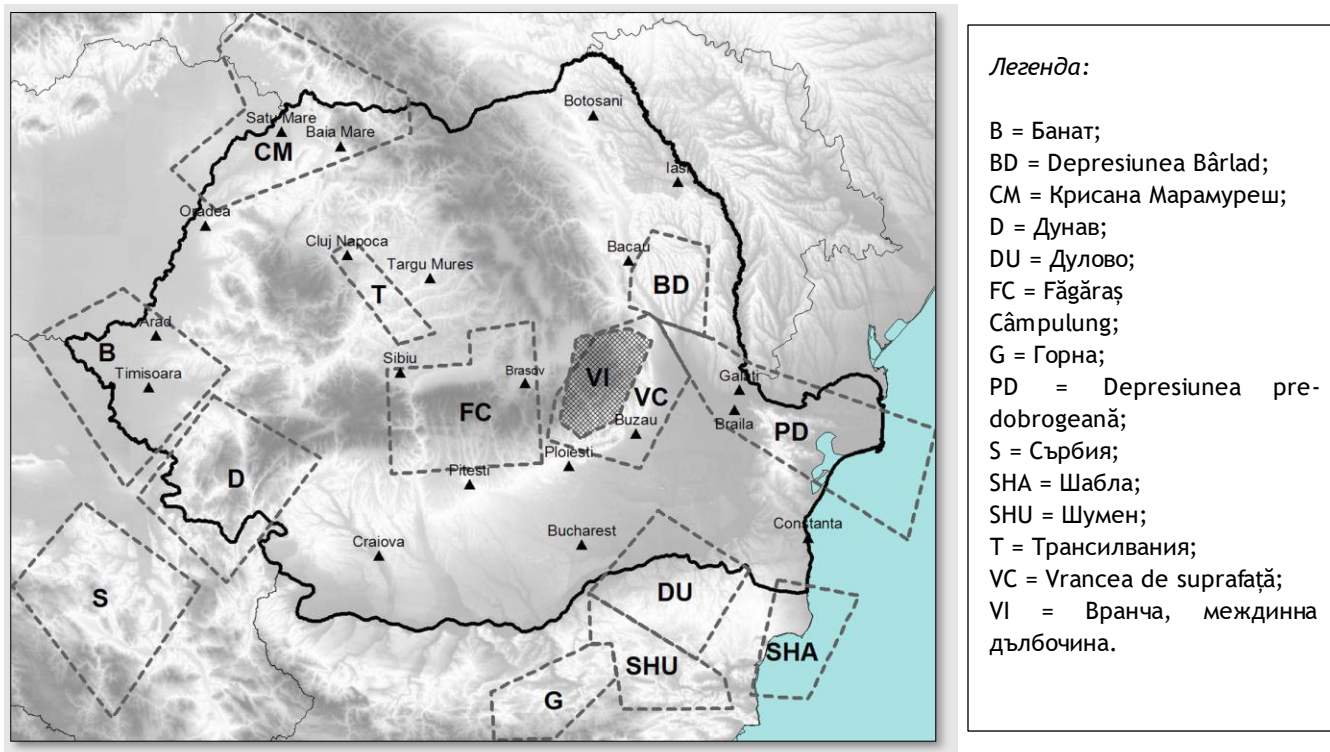 Botosani
Satu Mare
Baia Mare
CM
Iasi
Oradea
Cluj Napoca
Bacau
Targu Mures
BD
T
Arad
B
Sibiu
Timisoara
Brasov
VI
Galati
VC
FC
Braila
Buzau
PD
Ploiesti
D
Pitesti
Constanta
Bucharest
Craiova
DU
S
SHA
SHU
G
Легенда:
B = Банат;
BD = Depresiunea Bârlad;
CM = Крисана Марамуреш;
D = Дунав;
DU = Дулово;
FC = Făgăraș
Câmpulung;
G = Горна;
PD = Depresiunea pre-
dobrogeană;
S = Сърбия;
SHA = Шабла;
SHU = Шумен;
T = Трансилвания;
VC = Vrancea de suprafață;
VI = Вранча, междинна
дълбочина.